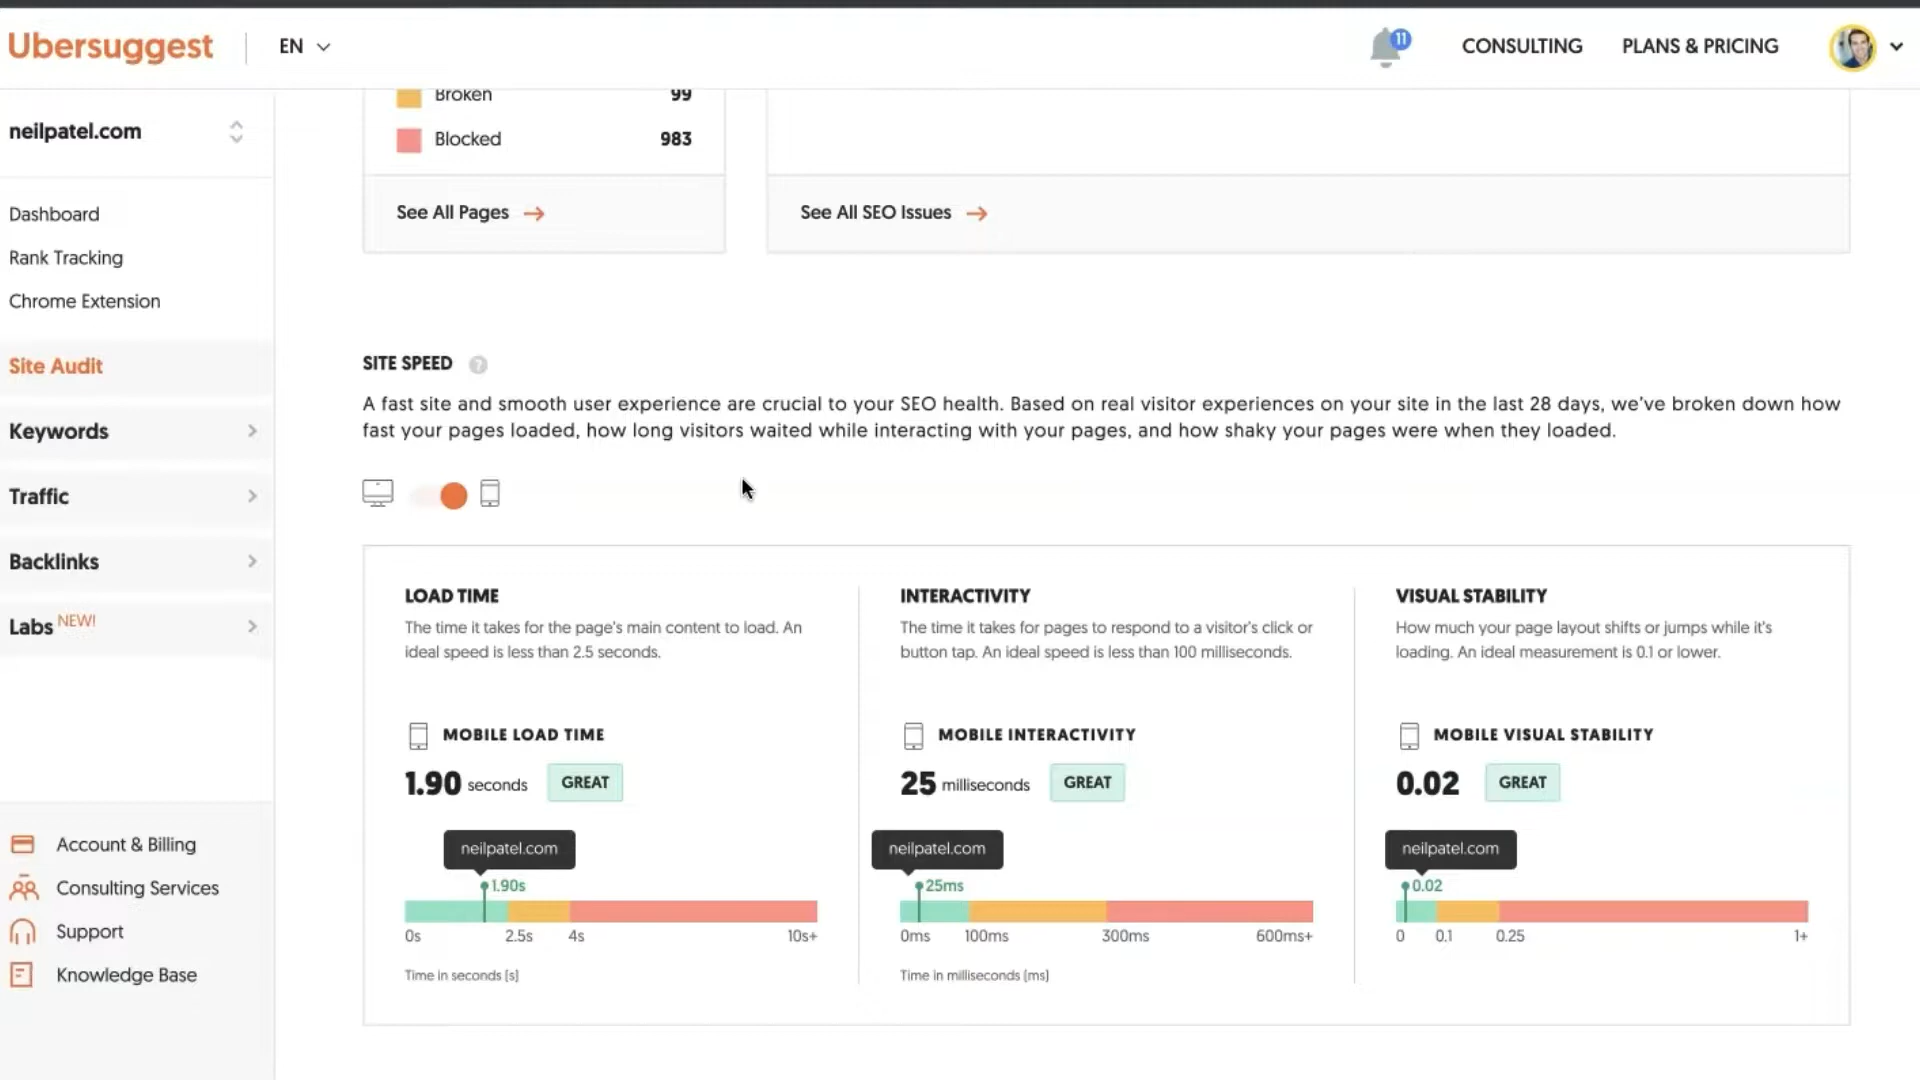 Ubersuggest
EN
11
CONSULTING
PLANS & PRICING
neilpatel.com
Dashboard
Rank Tracking
Chrome Extension
Site Audit
Keywords
Traffic
Backlinks
Labs NEW!
Account & Billing
Consulting Services
Support
Knowledge Base
Broken 99
Blocked 983
See All Pages
See All SEO Issues
SITE SPEED ?
A fast site and smooth user experience are crucial to your SEO health. Based on real visitor experiences on your site in the last 28 days, we've broken down how
fast your pages loaded, how long visitors waited while interacting with your pages, and how shaky your pages were when they loaded.
LOAD TIME
The time it takes for the page's main content to load. An
ideal speed is less than 2.5 seconds.
MOBILE LOAD TIME
1.90 seconds GREAT
neilpatel.com
1.90s
0s 2.5s 4s 10s+
Time in seconds (s)
INTERACTIVITY
The time it takes for pages to respond to a visitor's click or
button tap. An ideal speed is less than 100 milliseconds.
MOBILE INTERACTIVITY
25 milliseconds GREAT
neilpatel.com
25ms
0ms 100ms 300ms 600ms+
Time in milliseconds (ms)
VISUAL STABILITY
How much your page layout shifts or jumps while it's
loading. An ideal measurement is 0.1 or lower.
MOBILE VISUAL STABILITY
0.02 GREAT
neilpatel.com
0.02
0 0.1 0.25 1+